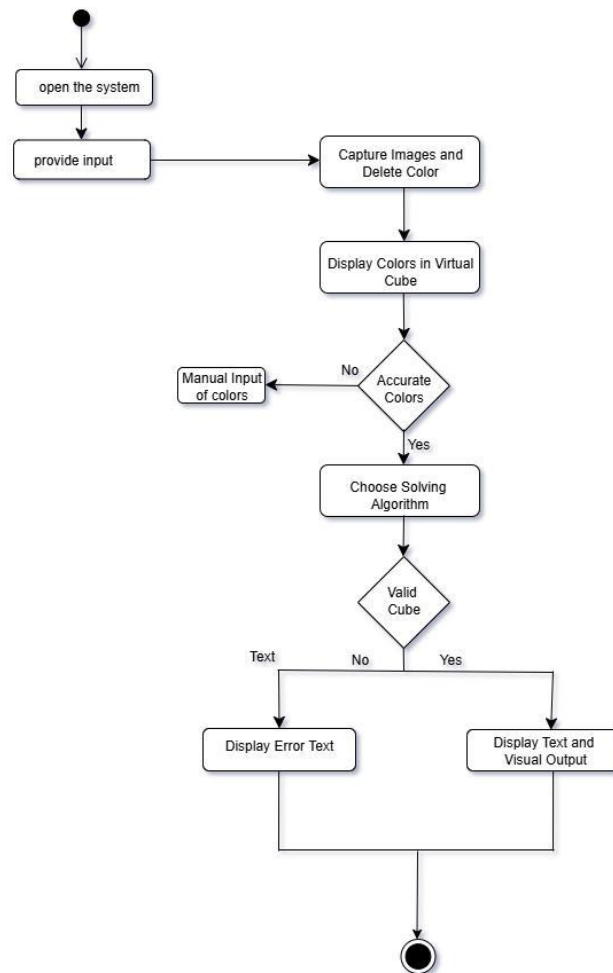 open the system
provide input
Capture Images and
Delete Color
Display Colors in Virtual
Cube
No
Manual Input
of colors
Accurate
Colors
Yes
Choose Solving
Algorithm
Valid
Cube
Text
No
Yes
Display Error Text
Display Text and
Visual Output